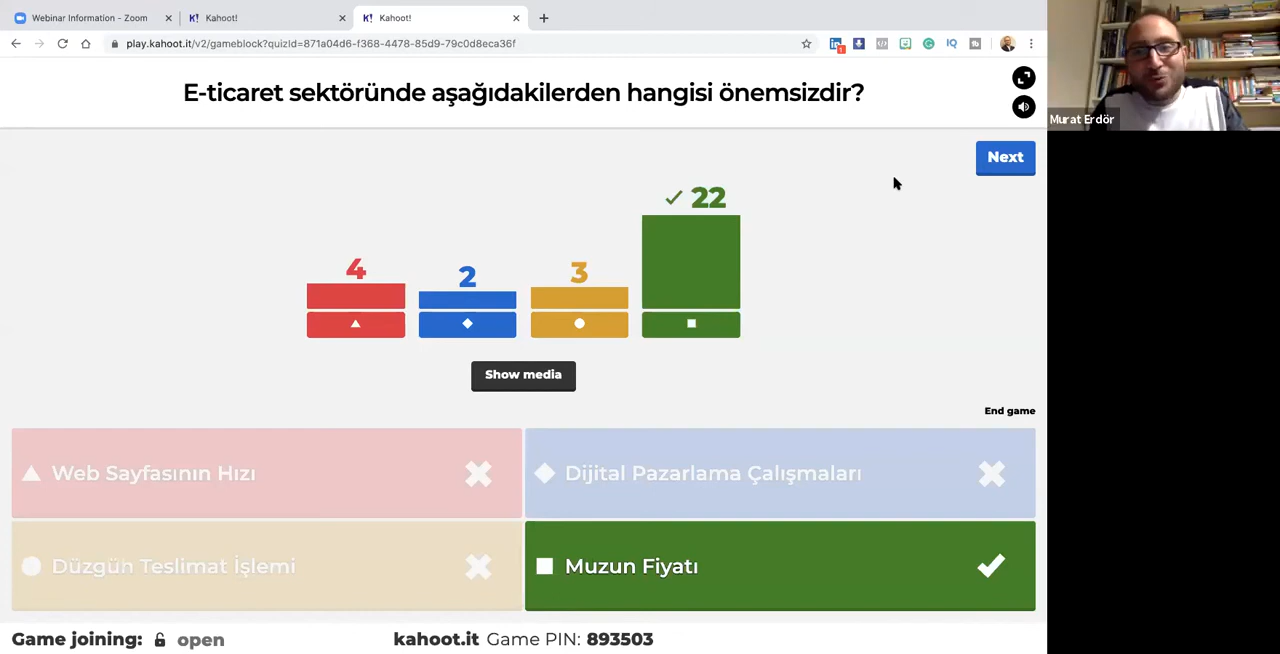 Webinar Information - Zoom
Kahoot!
Kahoot!
play.kahoot.it/v2/gameblock?quizId=871a04d6-f368-4478-85d9-79c0d8eca36f
E-ticaret sektöründe aşağıdakilerden hangisi önemsizdir?
Murat Erdör
Next
4
2
3
22
Show media
End game
Web Sayfasının Hızı
Dijital Pazarlama Çalışmaları
Düzgün Teslimat İşlemi
Muzun Fiyatı
Game joining: open
kahoot.it Game PIN: 893503